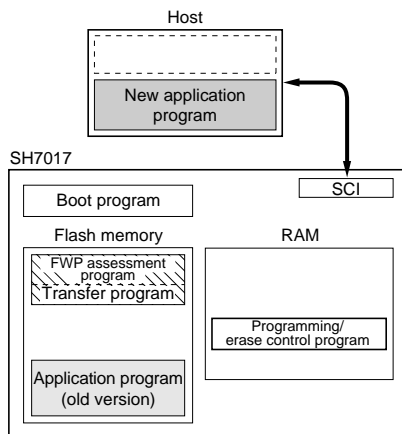 Host
New application
program
SH7017
SCI
Boot program
Flash memory
RAM
FWP assessment
program
Transfer program
Programming/
erase control program
Application program
(old version)